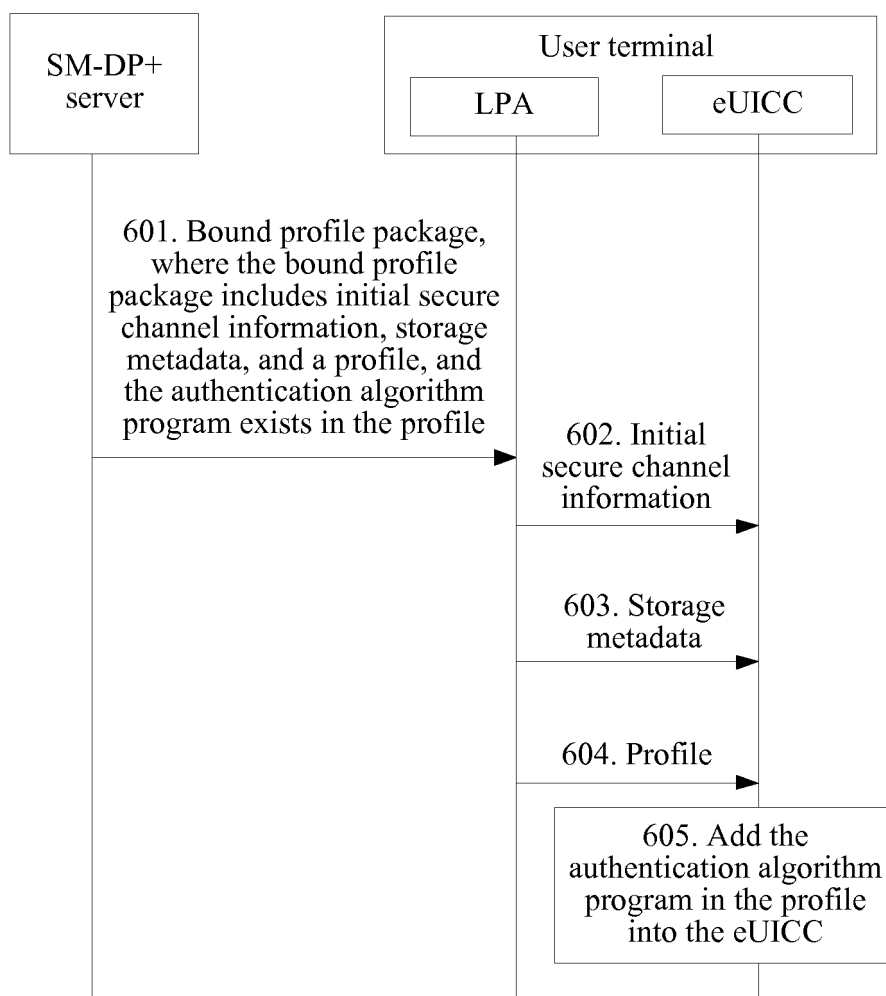 SM-DP+
server
User terminal
LPA
eUICC
601. Bound profile package,
where the bound profile
package includes initial secure
channel information, storage
metadata, and a profile, and
the authentication algorithm
program exists in the profile
602. Initial
secure channel
information
603. Storage
metadata
604. Profile
605. Add the
authentication algorithm
program in the profile
into the eUICC